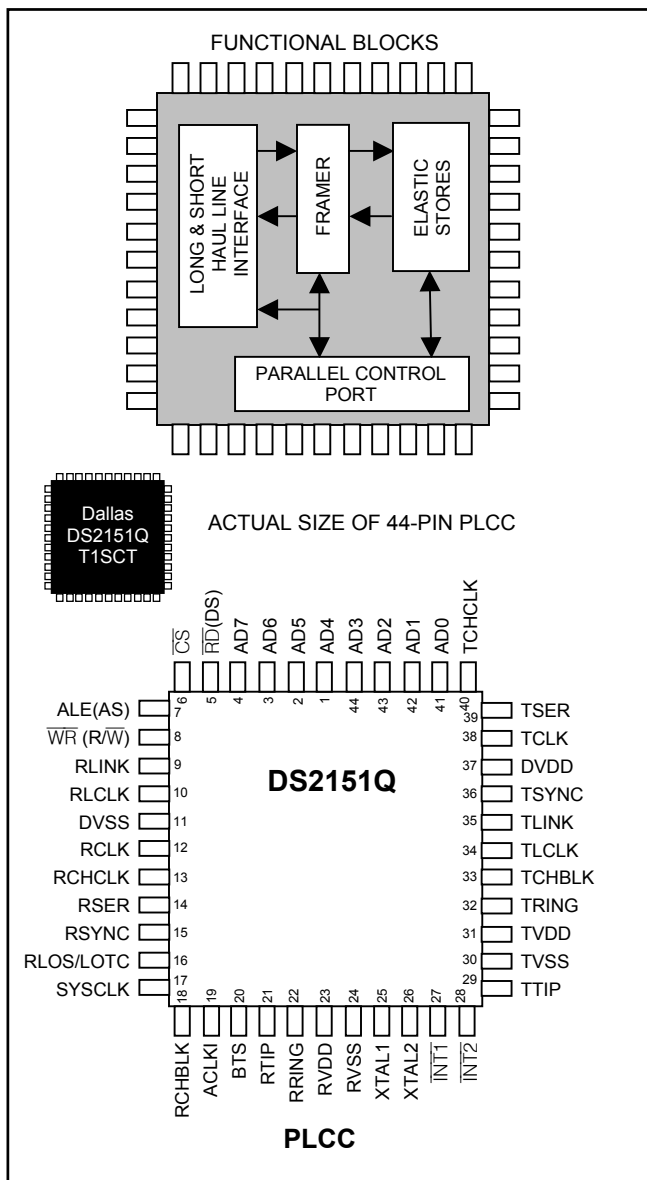 FUNCTIONAL BLOCKS
LONG & SHORT
HAUL LINE
INTERFACE
FRAMER
ELASTIC
STORES
PARALLEL CONTROL
PORT
Dallas
DS2151Q
T1SCT
ACTUAL SIZE OF 44-PIN PLCC
CS
RD(DS)
AD7
AD6
AD5
AD4
AD3
AD2
AD1
AD0
TCHCLK
6
5
4
3
2
1
44
43
42
41
40
ALE(AS) 7
WR (R/W) 8
RLINK 9
RLCLK 10
DVSS 11
RCLK 12
RCHCLK 13
RSER 14
RSYNC 15
RLOS/LOTC 16
SYSCLK 17
DS2151Q
39 TSER
38 TCLK
37 DVDD
36 TSYNC
35 TLINK
34 TLCLK
33 TCHBLK
32 TRING
31 TVDD
30 TVSS
29 TTIP
18
19
20
21
22
23
24
25
26
27
28
RCHBLK
ACLKI
BTS
RTIP
RRING
RVDD
RVSS
XTAL1
XTAL2
INT1
INT2
PLCC